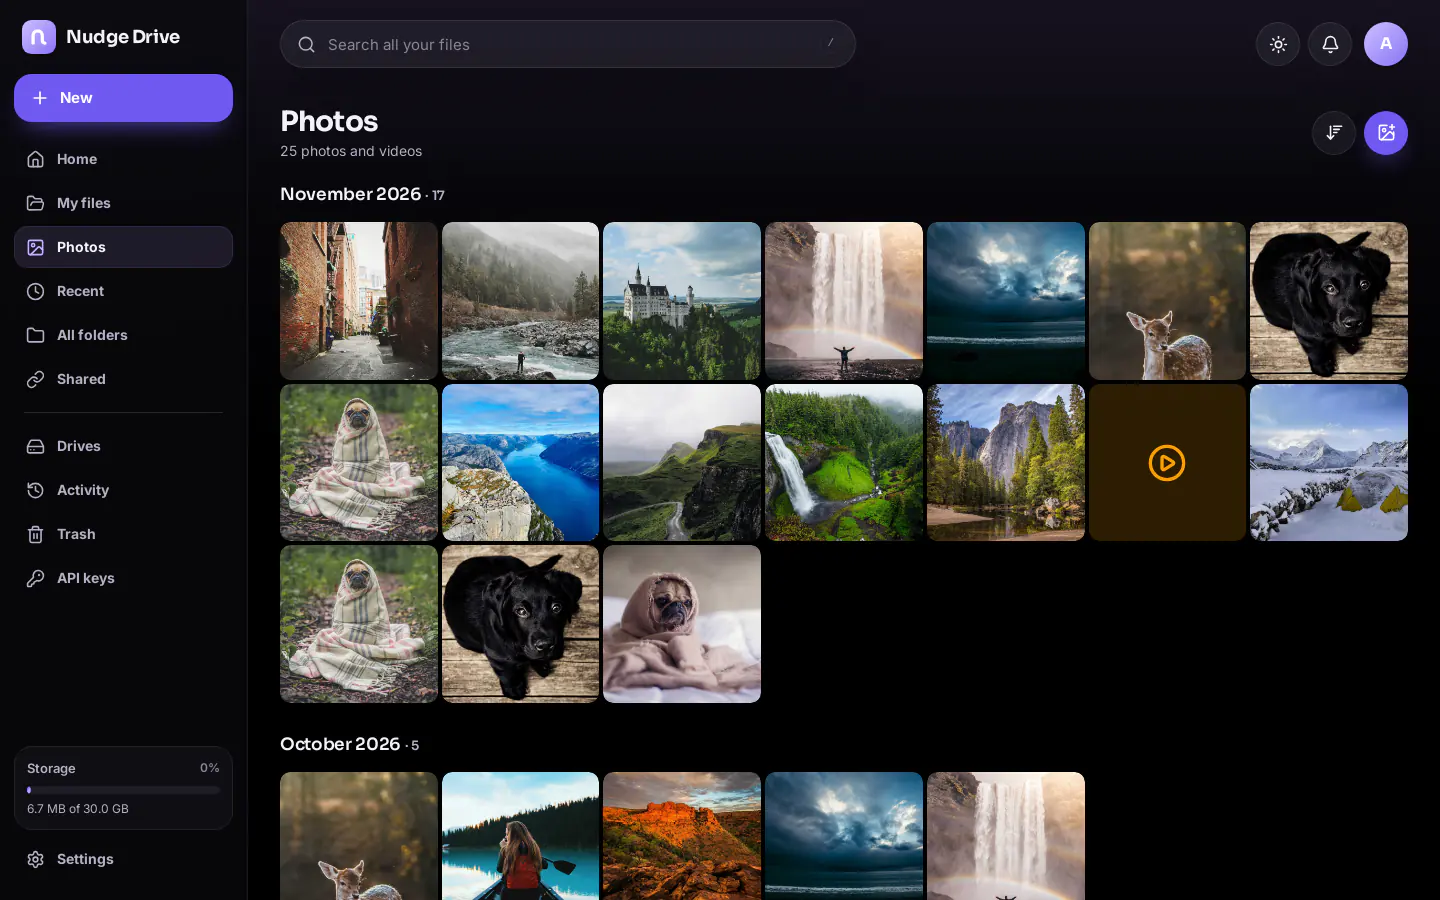 Nudge Drive
New
Home
My files
Photos
Recent
All folders
Shared
Drives
Activity
Trash
API keys
Storage 0%
6.7 MB of 30.0 GB
Settings
Search all your files /
A
Photos
25 photos and videos
November 2026 · 17
October 2026 · 5